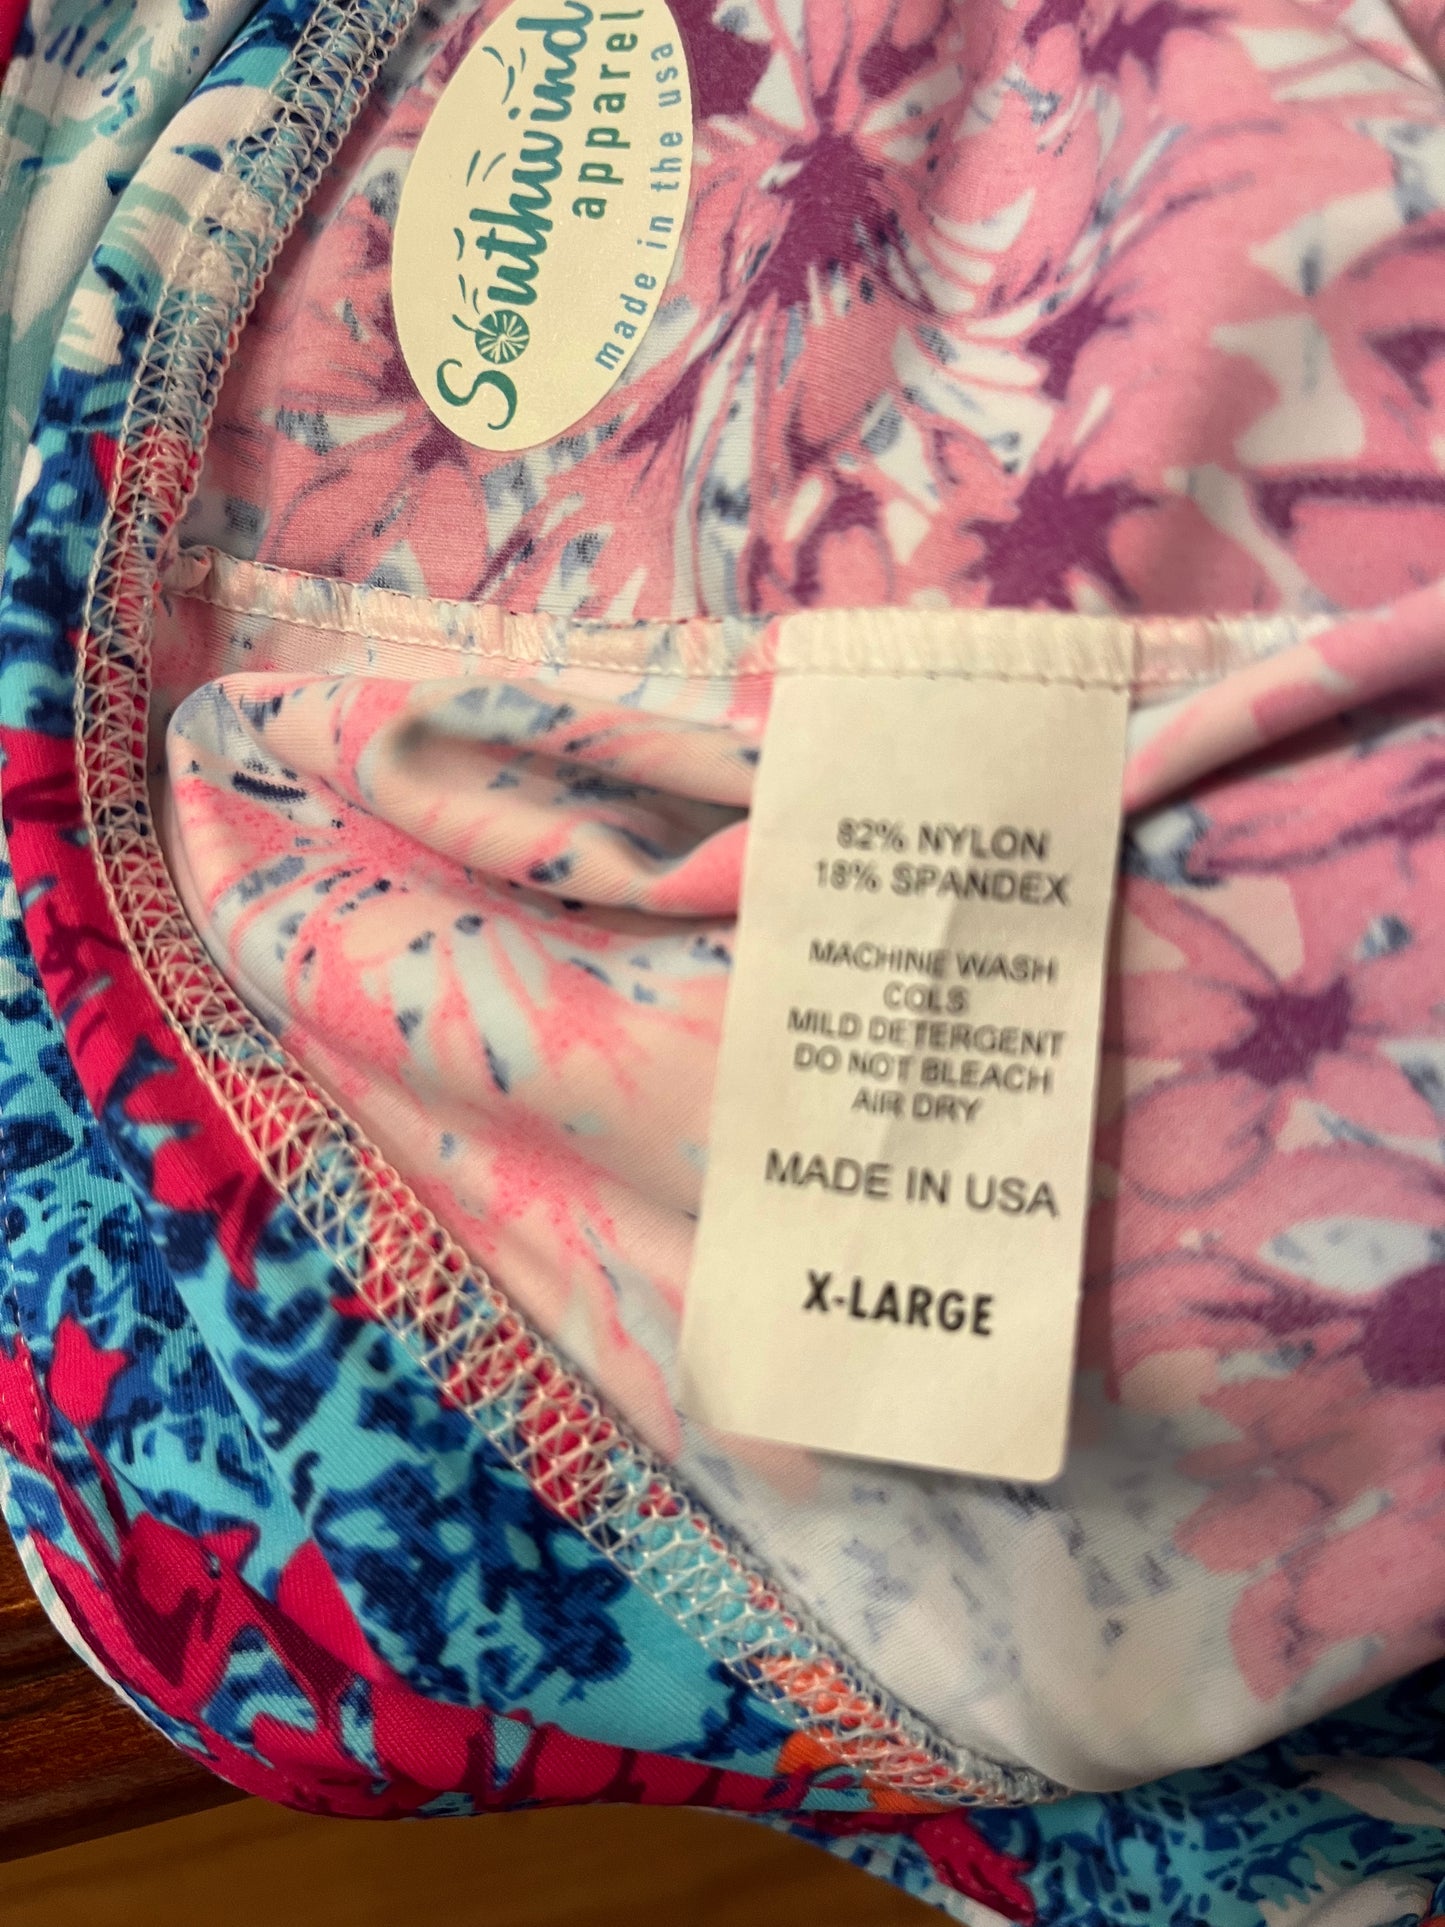 Southwind
apparel
made in the usa
82% NYLON
18% SPANDEX
MACHINE WASH
COLS
MILD DETERGENT
DO NOT BLEACH
AIR DRY
MADE IN USA
X-LARGE